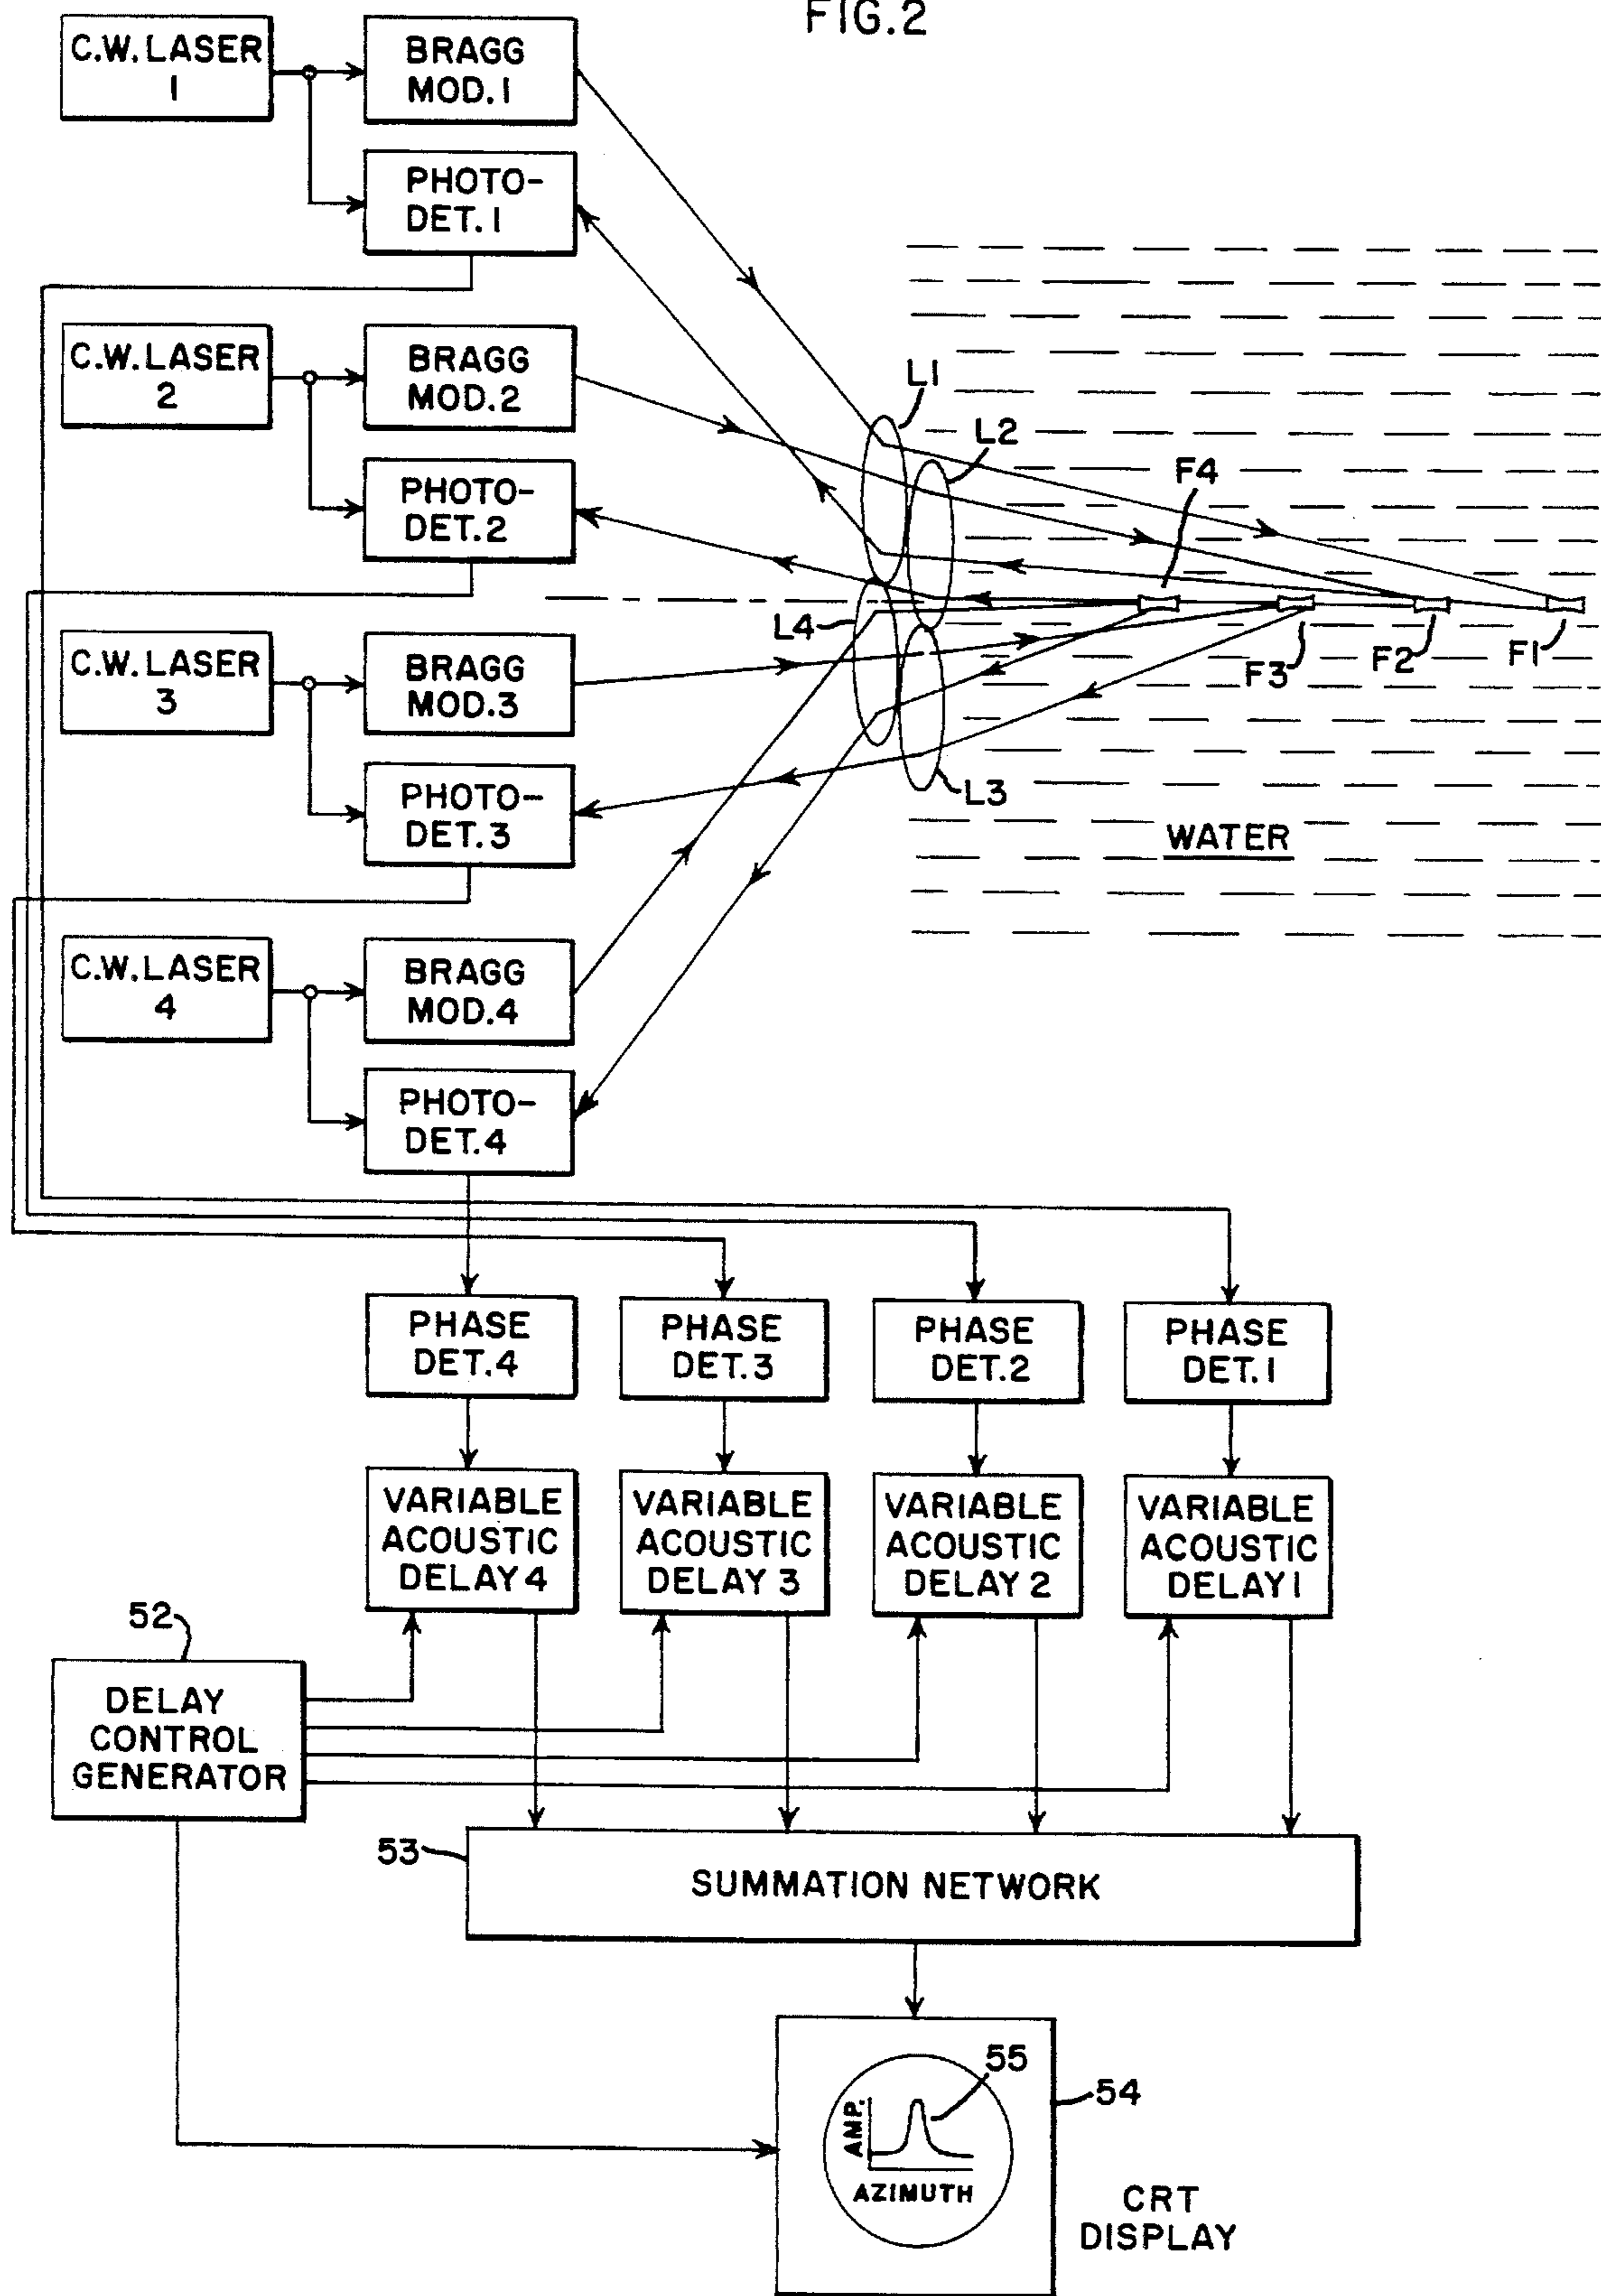 FIG.2
C.W. LASER
1
BRAGG
MOD.1
PHOTO-
DET.1
C.W. LASER
2
BRAGG
MOD.2
PHOTO-
DET.2
C.W. LASER
3
BRAGG
MOD.3
PHOTO-
DET.3
C.W. LASER
4
BRAGG
MOD.4
PHOTO-
DET.4
L1
L2
F4
L4
F3
F2
F1
L3
WATER
PHASE
DET.4
PHASE
DET.3
PHASE
DET.2
PHASE
DET.1
VARIABLE
ACOUSTIC
DELAY 4
VARIABLE
ACOUSTIC
DELAY 3
VARIABLE
ACOUSTIC
DELAY 2
VARIABLE
ACOUSTIC
DELAY 1
52
DELAY
CONTROL
GENERATOR
53
SUMMATION NETWORK
55
54
AMP.
AZIMUTH
CRT
DISPLAY